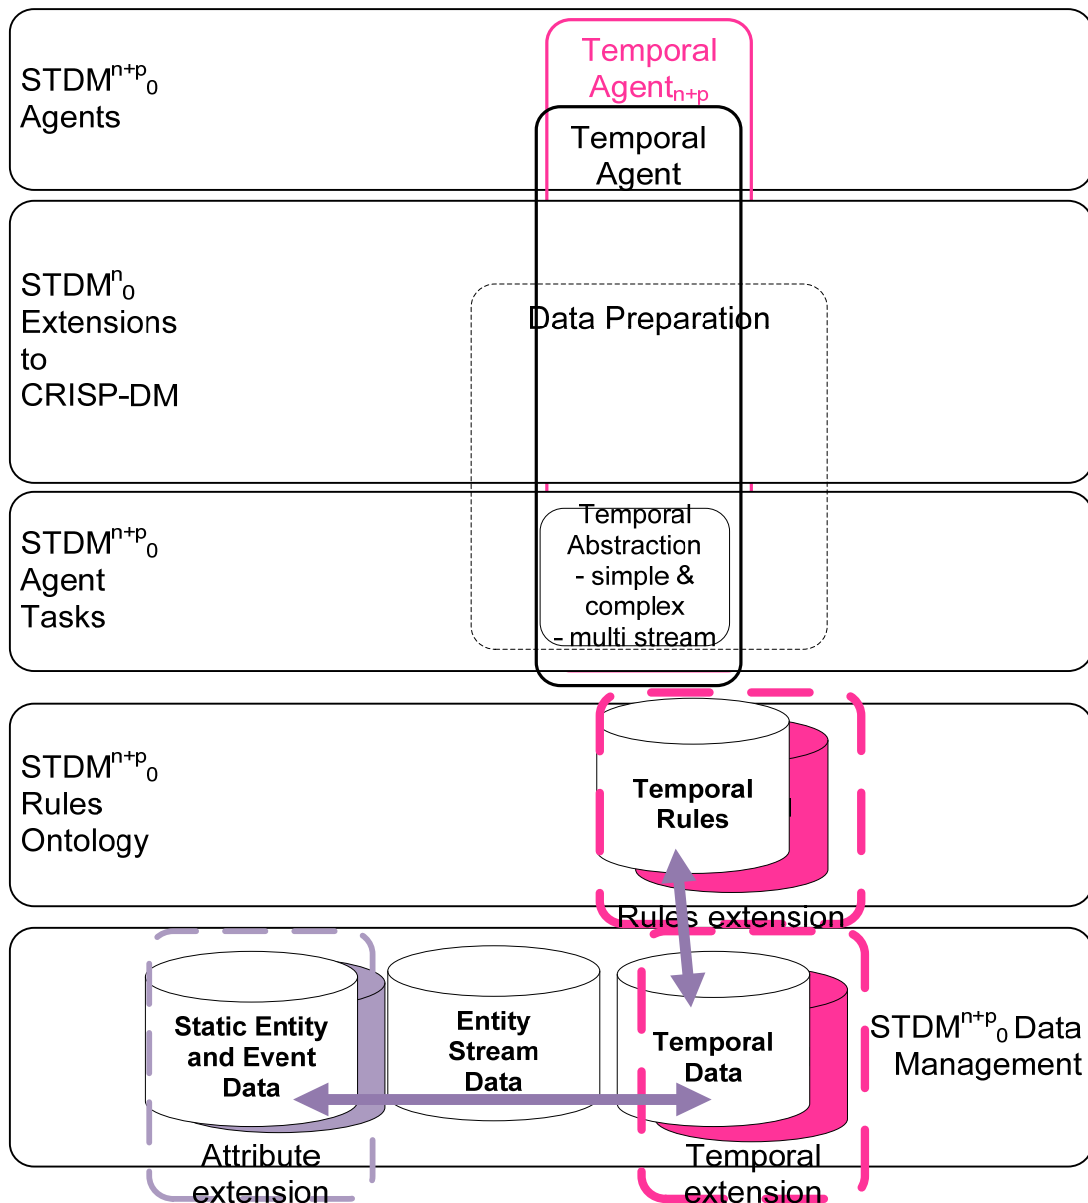 Temporal
Agentn+p
STDMn+p0
Agents
Temporal
Agent
STDMn0
Extensions
to
CRISP-DM
Data Preparation
STDMn+p0
Agent
Tasks
Temporal
Abstraction
- simple &
complex
- multi stream
STDMn+p0
Rules
Ontology
Temporal
Rules
Rules extension
Static Entity
and Event
Data
Entity
Stream
Data
Temporal
Data
STDMn+p0 Data
Management
Attribute
extension
Temporal
extension